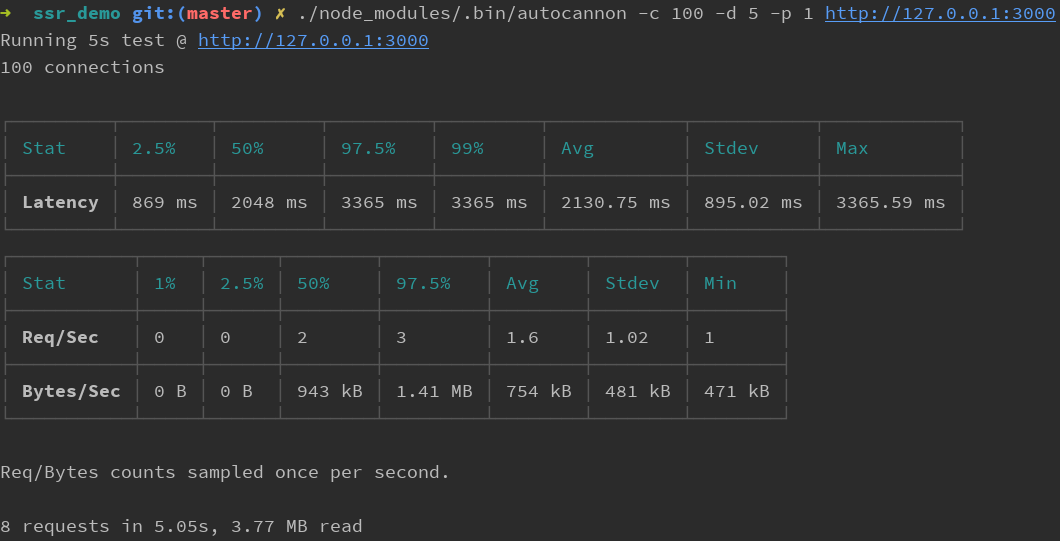 ➜ ssr_demo git:(master) ✗ ./node_modules/.bin/autocannon -c 100 -d 5 -p 1 http://127.0.0.1:3000
Running 5s test @ http://127.0.0.1:3000
100 connections
Stat 2.5% 50% 97.5% 99% Avg Stdev Max
Latency 869 ms 2048 ms 3365 ms 3365 ms 2130.75 ms 895.02 ms 3365.59 ms
Stat 1% 2.5% 50% 97.5% Avg Stdev Min
Req/Sec 0 0 2 3 1.6 1.02 1
Bytes/Sec 0 B 0 B 943 kB 1.41 MB 754 kB 481 kB 471 kB
Req/Bytes counts sampled once per second.
8 requests in 5.05s, 3.77 MB read